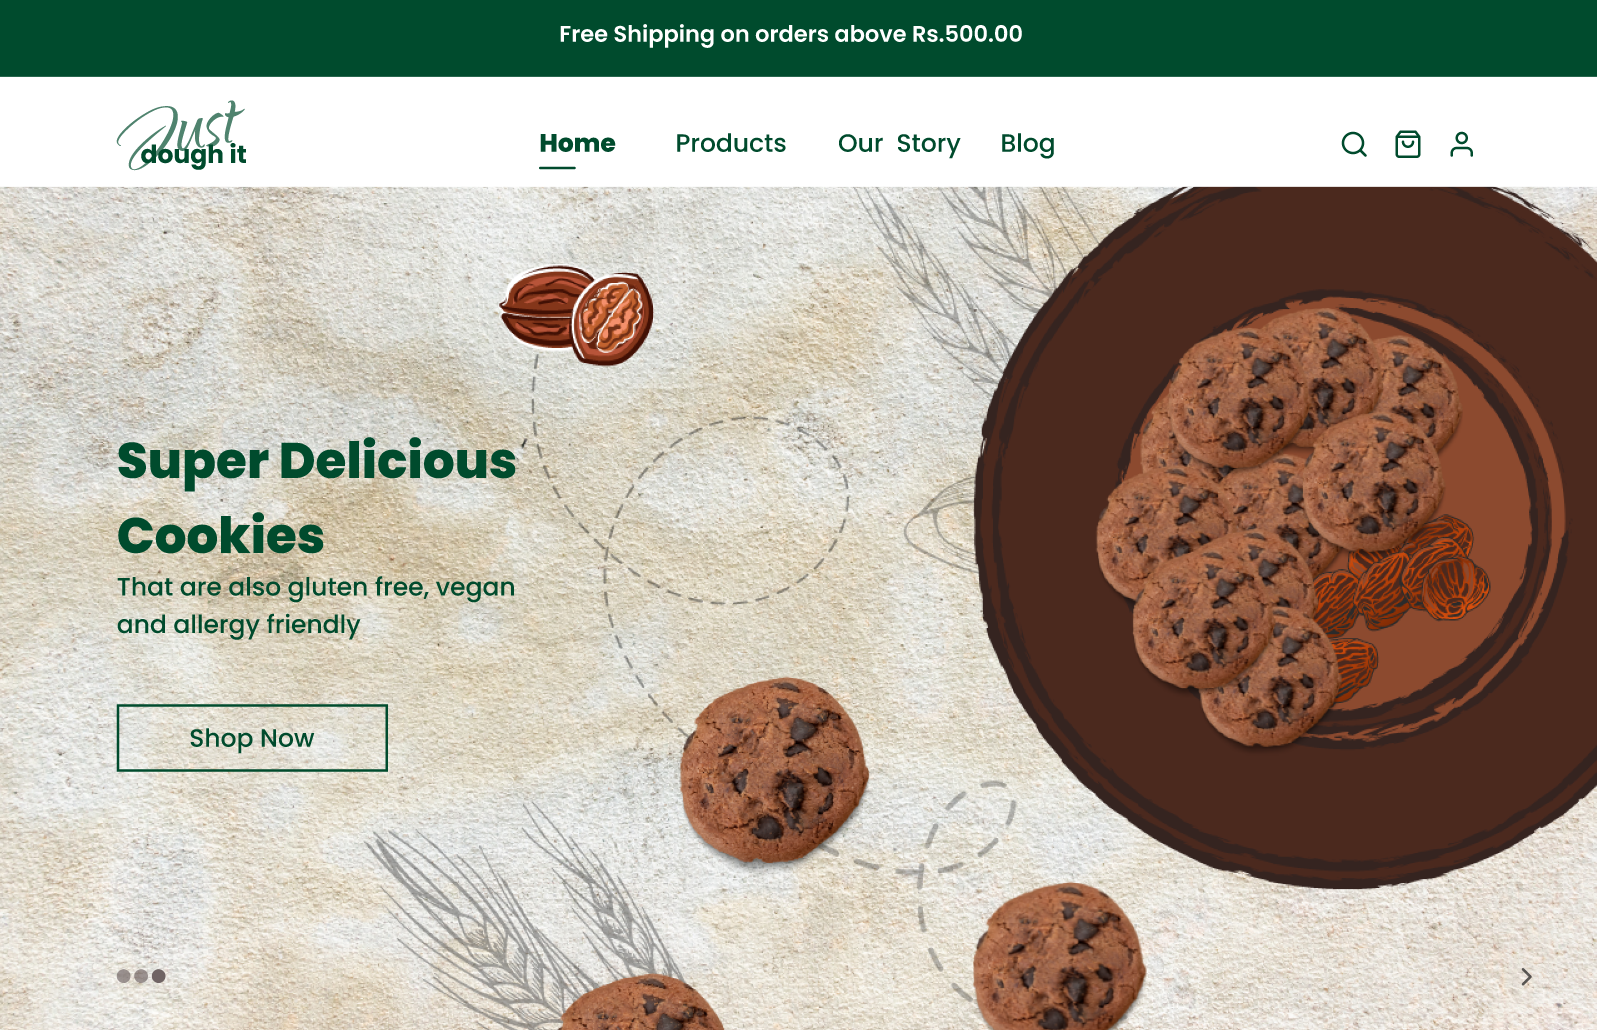 Free Shipping on orders above Rs.500.00
Just
dough it
Home Products Our Story Blog
Super Delicious
Cookies
That are also gluten free, vegan
and allergy friendly
Shop Now